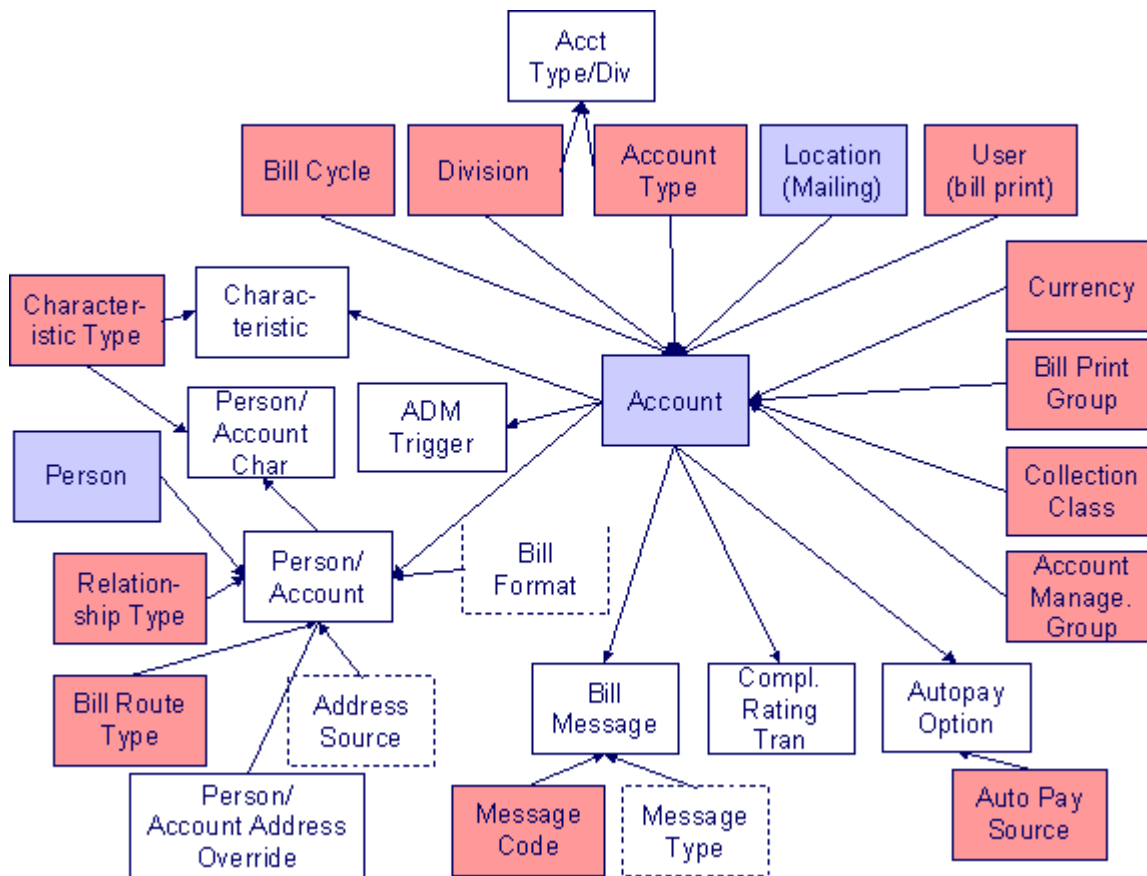 Acct
Type/Div
Bill Cycle
Division
Account
Type
Location
(Mailing)
User
(bill print)
Character-
istic Type
Charac-
teristic
Currency
Person/
Account
Char
ADM
Trigger
Account
Bill Print
Group
Person
Collection
Class
Relation-
ship Type
Person/
Account
Bill
Format
Account
Manage.
Group
Bill Route
Type
Address
Source
Bill
Message
Compl.
Rating
Tran
Autopay
Option
Person/
Account Address
Override
Message
Code
Message
Type
Auto Pay
Source